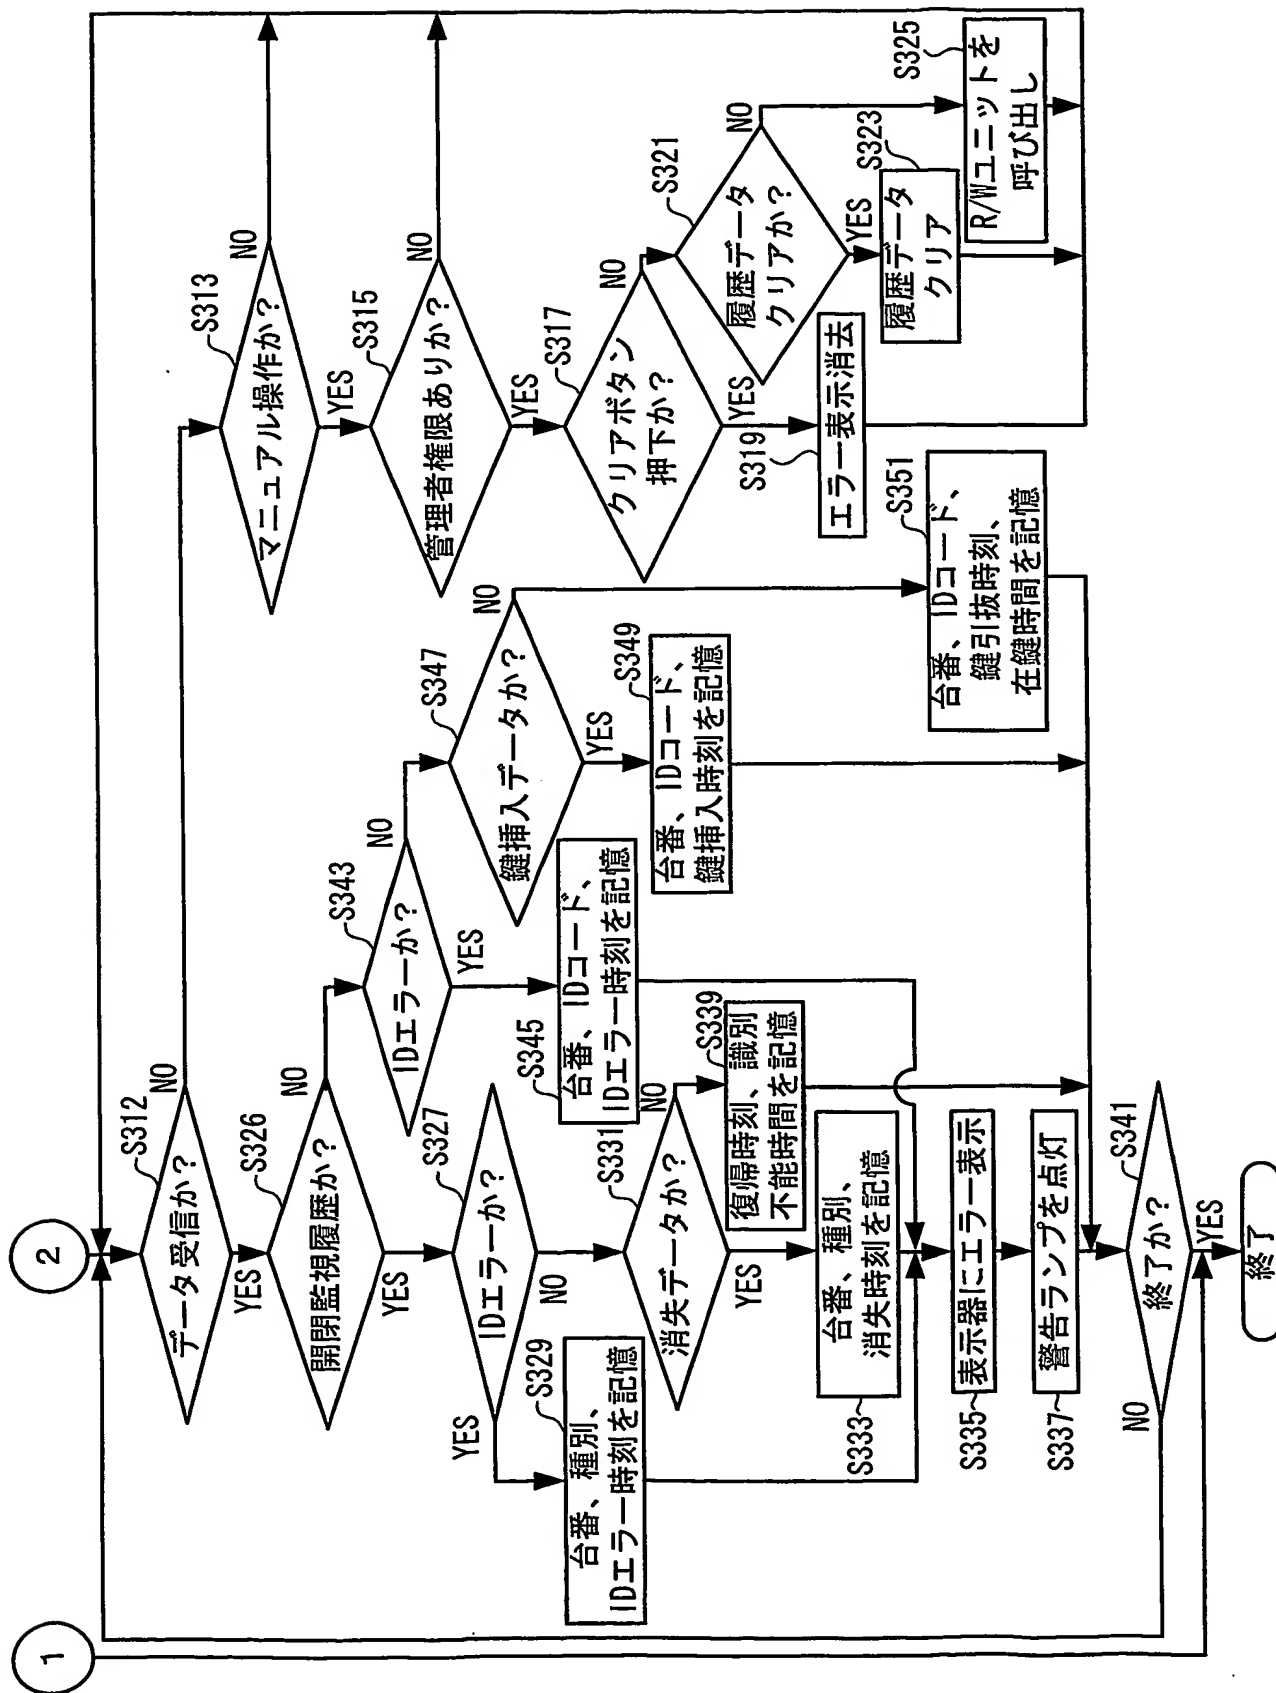 1
2
データ受信か?
S312
YES
NO
マニュアル操作か?
S313
YES
NO
管理者権限ありか?
S315
YES
NO
クリアボタン
押下か?
S317
YES
NO
S319
エラー表示消去
履歴データ
クリアか?
S321
YES
NO
S323
履歴データ
クリア
S325
R/Wユニットを
呼び出し
開閉監視履歴か?
S326
YES
NO
IDエラーか?
S327
YES
NO
S329
台番、種別、
IDエラー時刻を記憶
消失データか?
S331
YES
NO
S333
台番、種別、
消失時刻を記憶
S335
表示器にエラー表示
S337
警告ランプを点灯
S339
復帰時刻、識別
不能時間を記憶
終了か?
S341
NO
YES
終了
IDエラーか?
S343
YES
NO
S345
台番、IDコード、
IDエラー時刻を記憶
鍵挿入データか?
S347
YES
NO
S349
台番、IDコード、
鍵挿入時刻を記憶
S351
台番、IDコード、
鍵引抜時刻、
在鍵時間を記憶